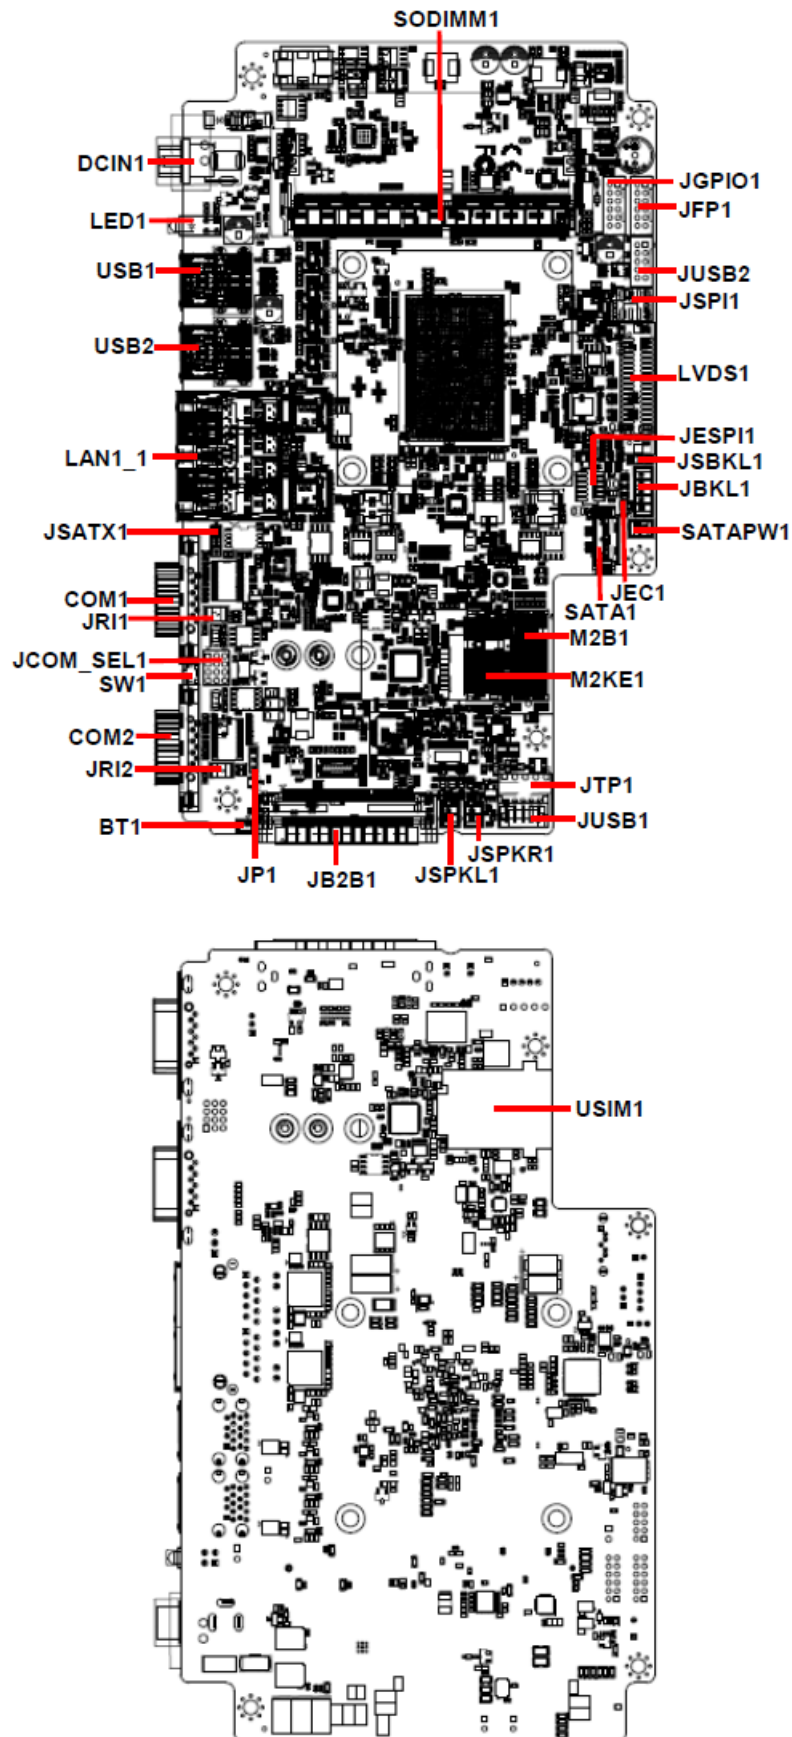 SODIMM1
DCIN1
JGPIO1
LED1
JFP1
USB1
JUSB2
JSPI1
USB2
LVDS1
JESPI1
LAN1_1
JSBKL1
JBKL1
JSATX1
SATAPW1
COM1
JEC1
SATA1
JRI1
M2B1
JCOM_SEL1
SW1
M2KE1
COM2
JRI2
JTP1
BT1
JUSB1
JSPKR1
JP1
JB2B1
JSPKL1
USIM1